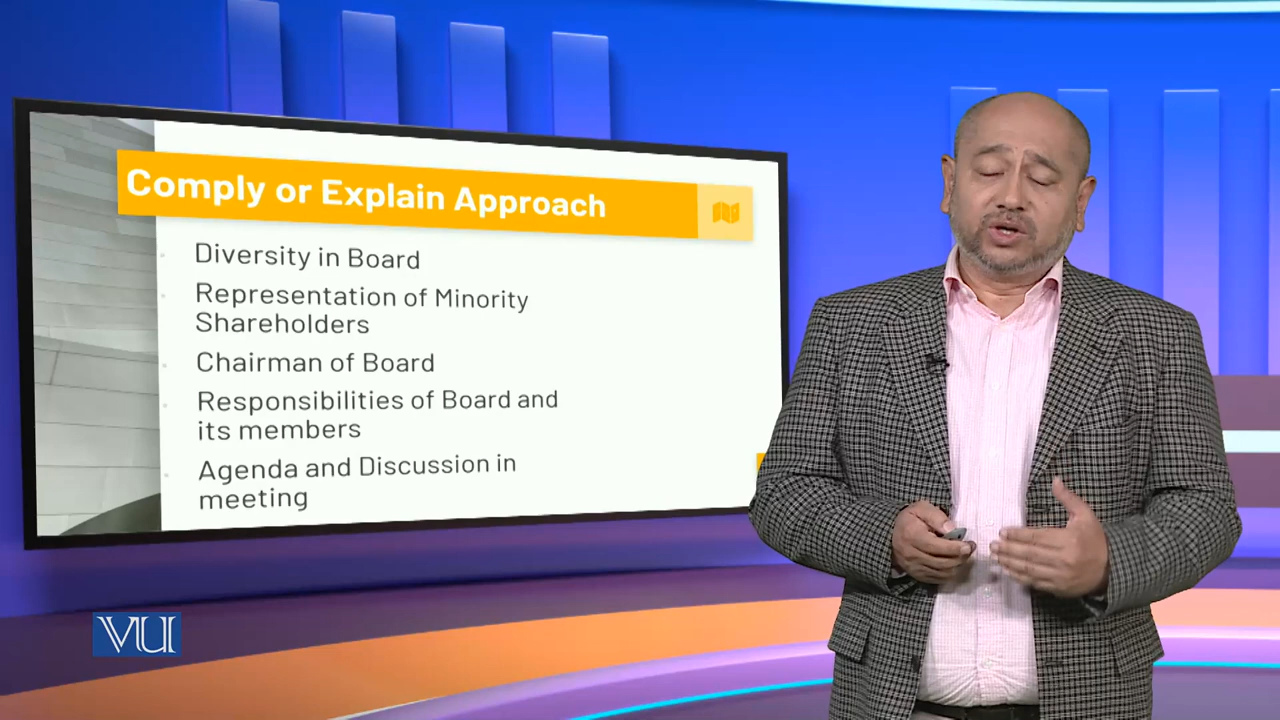 Comply or Explain Approach
Diversity in Board
Representation of Minority
Shareholders
Chairman of Board
Responsibilities of Board and
its members
Agenda and Discussion in
meeting
VU